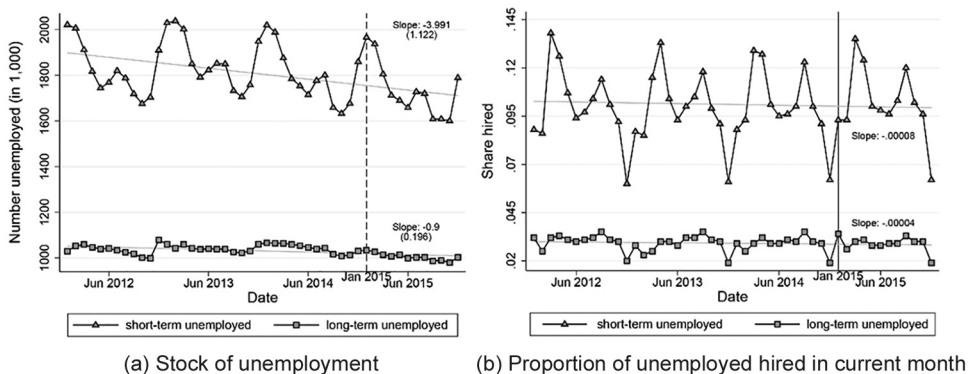 Number unemployed (in 1,000)
2000
1800
1600
1400
1200
1000
Slope: -3.991
(1.122)
Slope: -0.9
(0.196)
Jun 2012
Jun 2013
Jun 2014
Jan 2015
Jun 2015
Date
short-term unemployed
long-term unemployed
(a) Stock of unemployment
Share hired
.145
.12
.095
.07
.045
.02
Slope: -.00008
Slope: -.00004
Jun 2012
Jun 2013
Jun 2014
Jan 2015
Jun 2015
Date
short-term unemployed
long-term unemployed
(b) Proportion of unemployed hired in current month